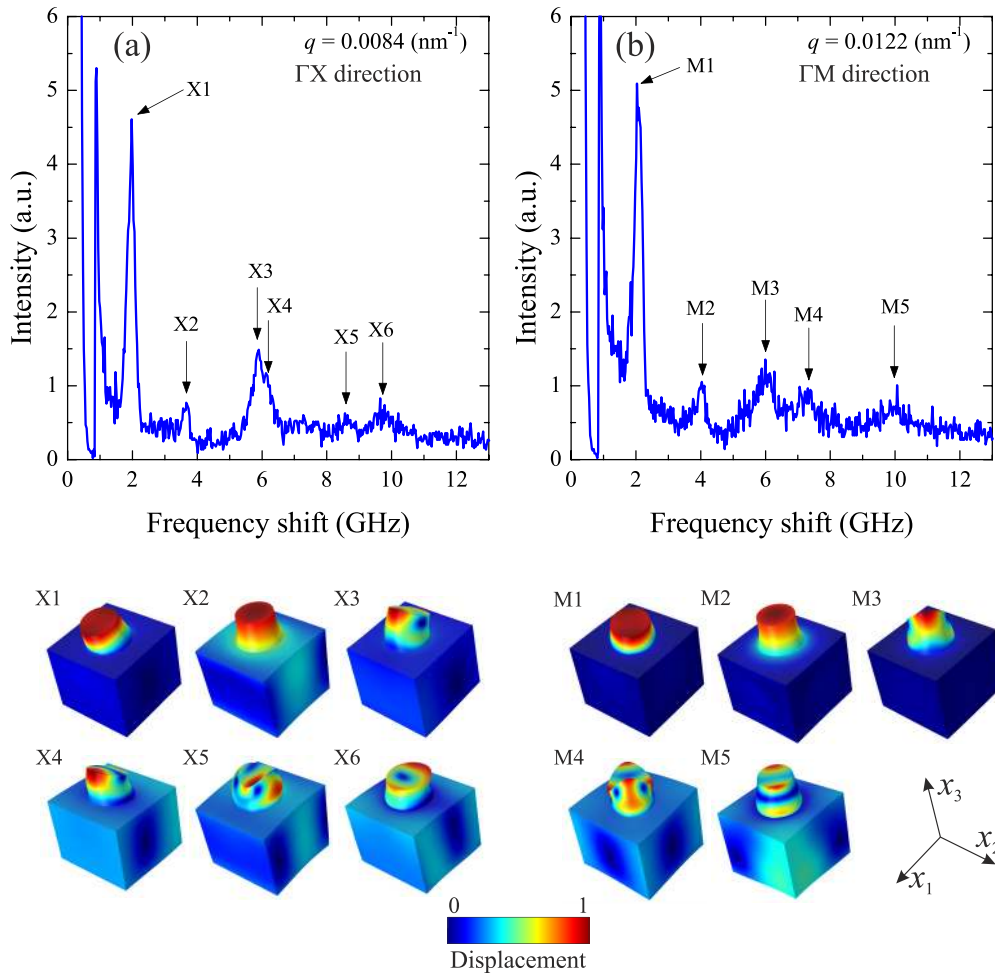 (a)
q = 0.0084 (nm⁻¹)
ΓX direction
X1
X2
X3
X4
X5
X6
Intensity (a.u.)
0 1 2 3 4 5 6
0 2 4 6 8 10 12
Frequency shift (GHz)
(b)
q = 0.0122 (nm⁻¹)
ΓM direction
M1
M2
M3
M4
M5
Intensity (a.u.)
0 1 2 3 4 5 6
0 2 4 6 8 10 12
Frequency shift (GHz)
X1 X2 X3
X4 X5 X6
M1 M2 M3
M4 M5
x₃
x₂
x₁
0 1
Displacement